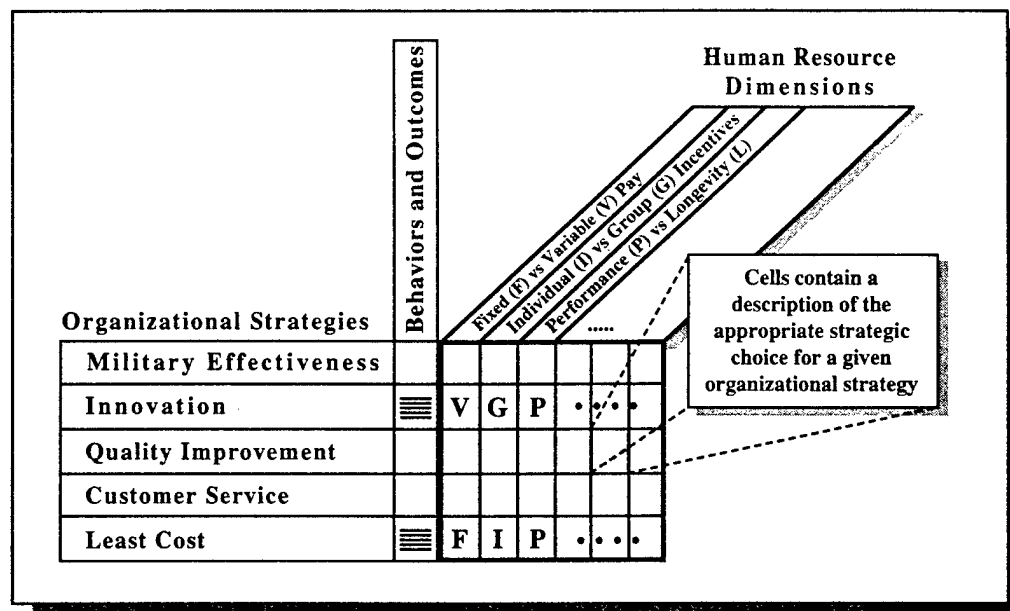 Human Resource
Dimensions
Behaviors and Outcomes
Fixed (F) vs Variable (V) Pay
Individual (I) vs Group (G) Incentives
Performance (P) vs Longevity (L)
.....
Cells contain a
description of the
appropriate strategic
choice for a given
organizational strategy
Organizational Strategies
Military Effectiveness
Innovation V G P • • • •
Quality Improvement
Customer Service
Least Cost F I P • • • •